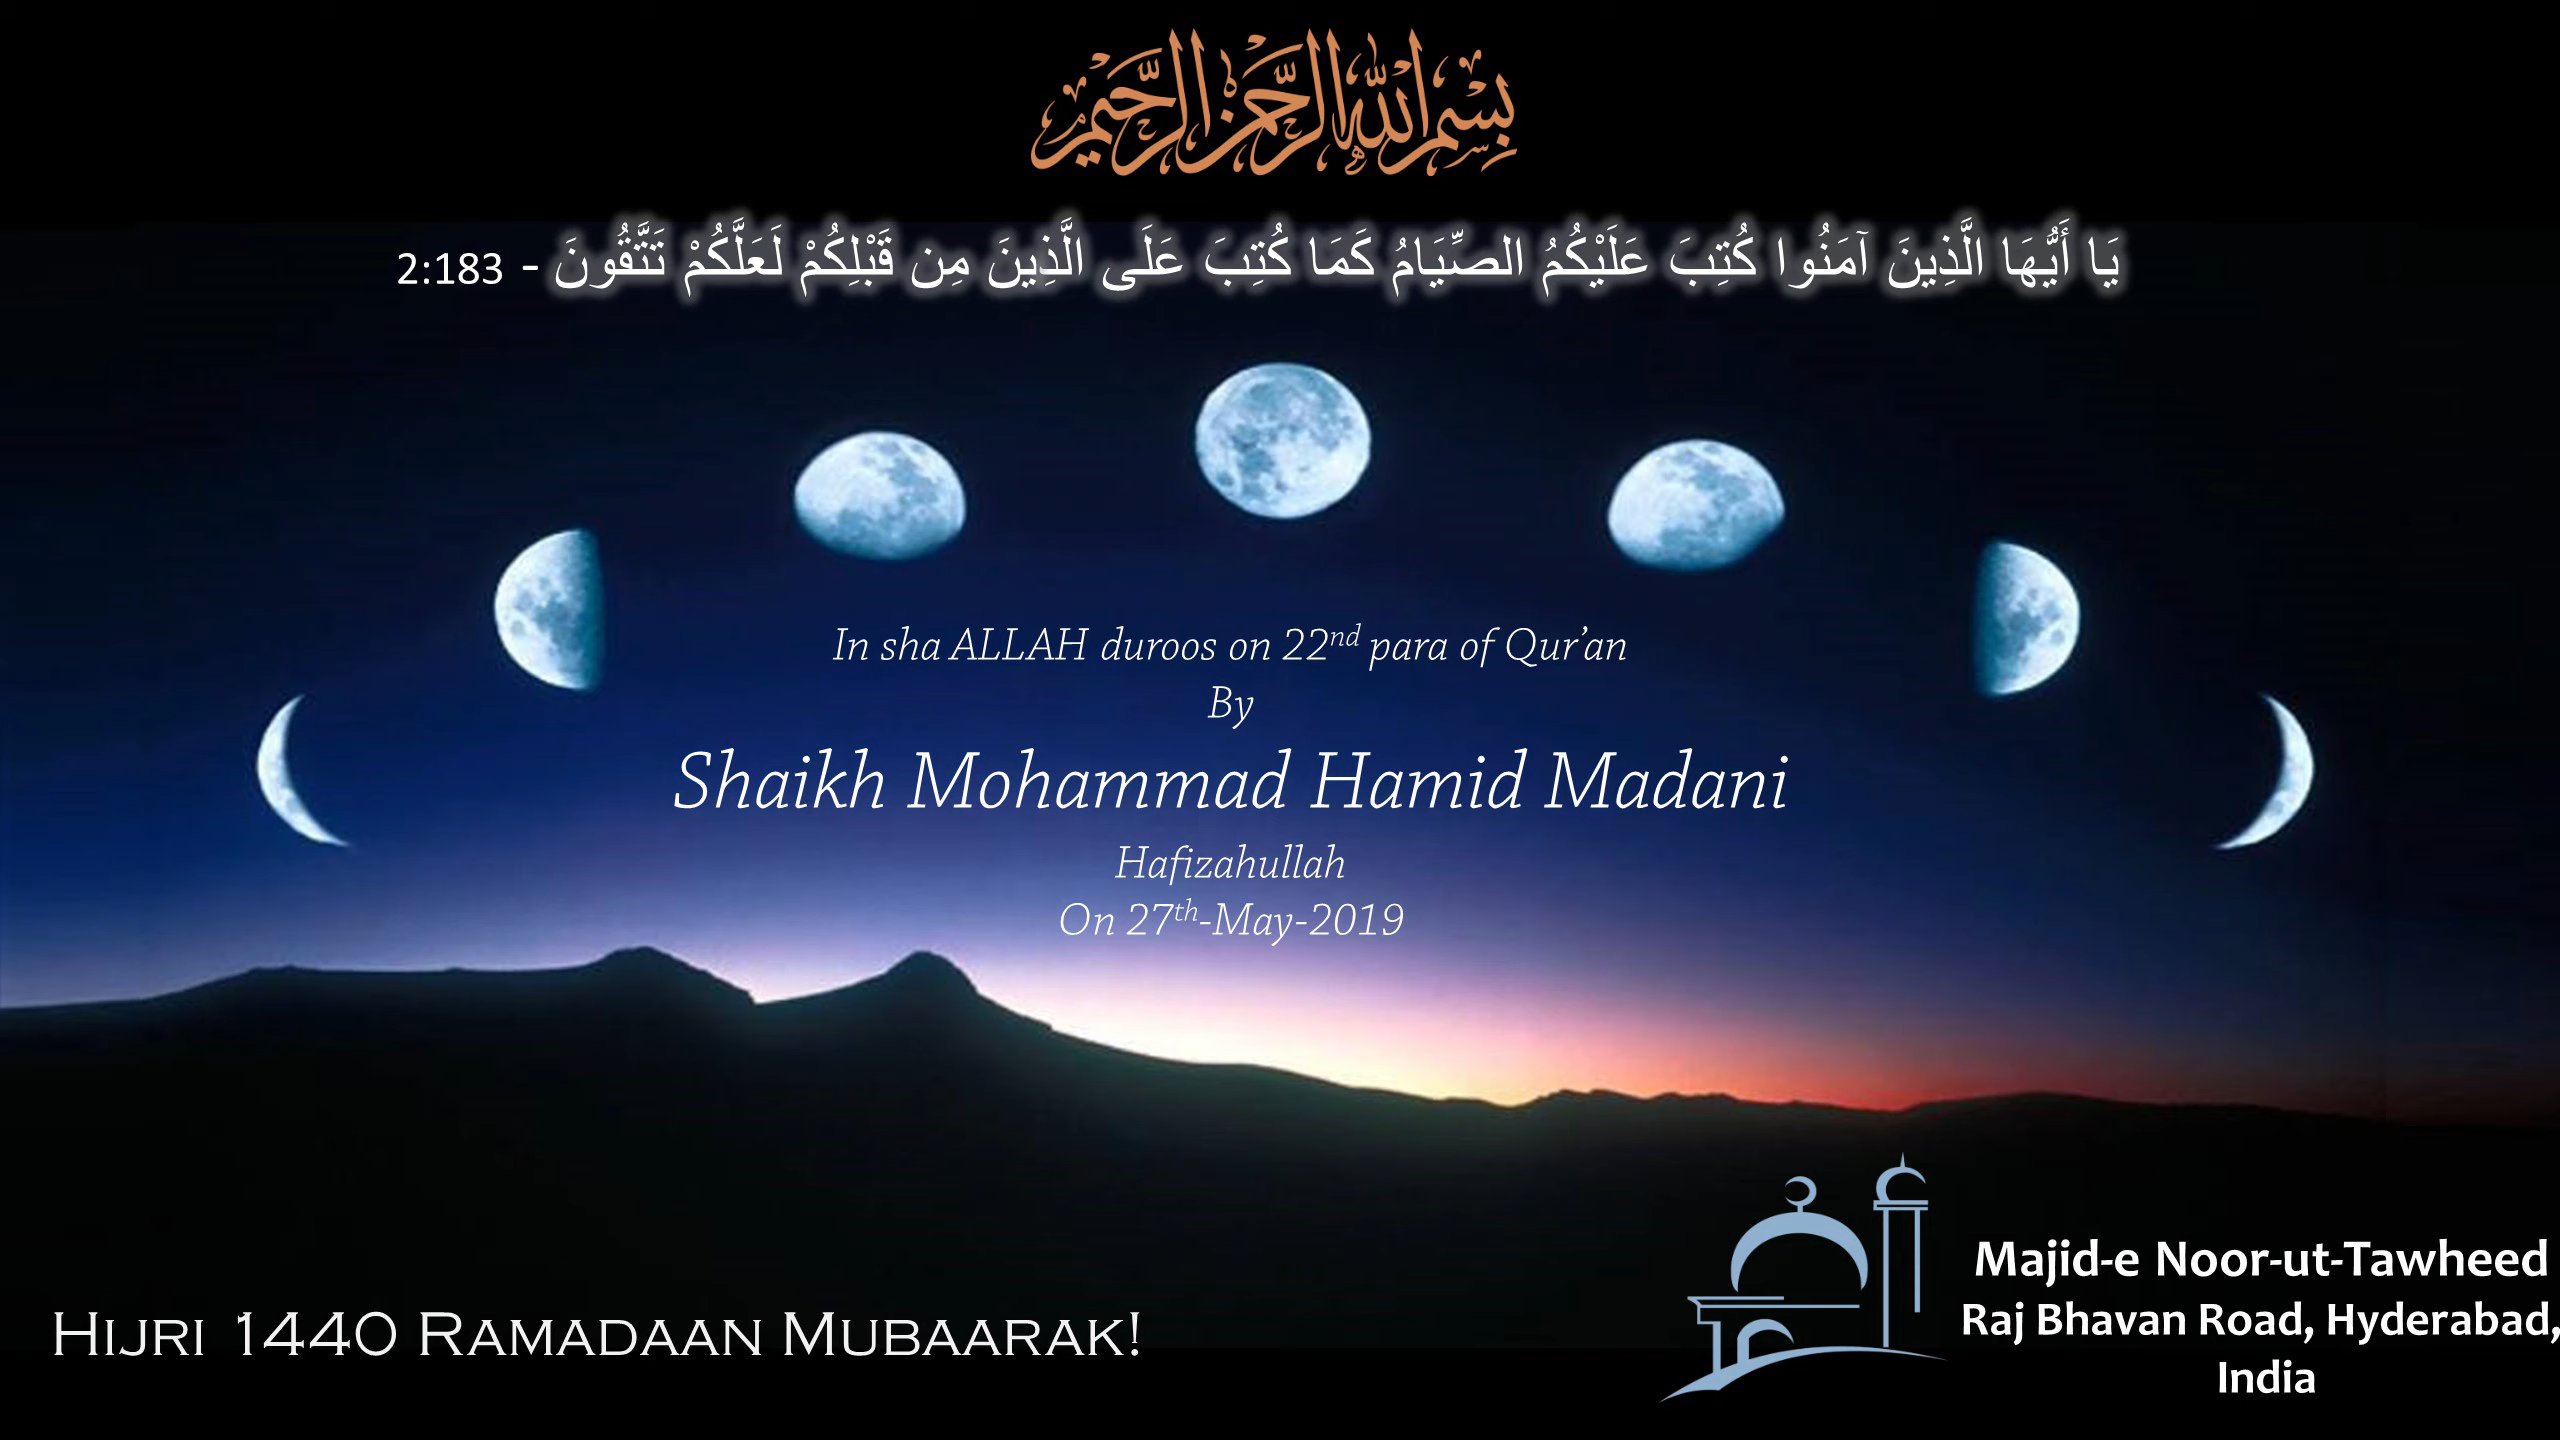 بِسْمِ اللهِ الرَّحْمٰنِ الرَّحِيْمِ
يَا أَيُّهَا الَّذِينَ آمَنُوا كُتِبَ عَلَيْكُمُ الصِّيَامُ كَمَا كُتِبَ عَلَى الَّذِينَ مِن قَبْلِكُمْ لَعَلَّكُمْ تَتَّقُونَ - 2:183
In sha ALLAH duroos on 22nd para of Qur’an
By
Shaikh Mohammad Hamid Madani
Hafizahullah
On 27th-May-2019
Hijri 1440 Ramadaan Mubaarak!
Majid-e Noor-ut-Tawheed
Raj Bhavan Road, Hyderabad,
India